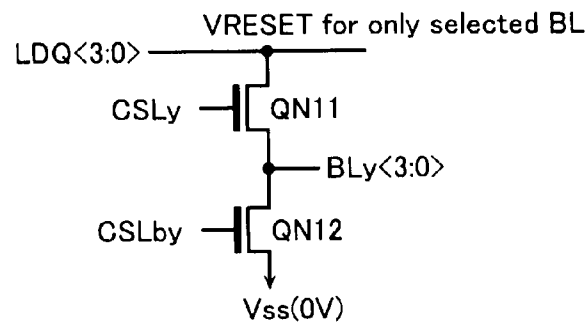 VRESET for only selected BL
LDQ<3:0>
CSLy
QN11
BLy<3:0>
CSLby
QN12
Vss(0V)